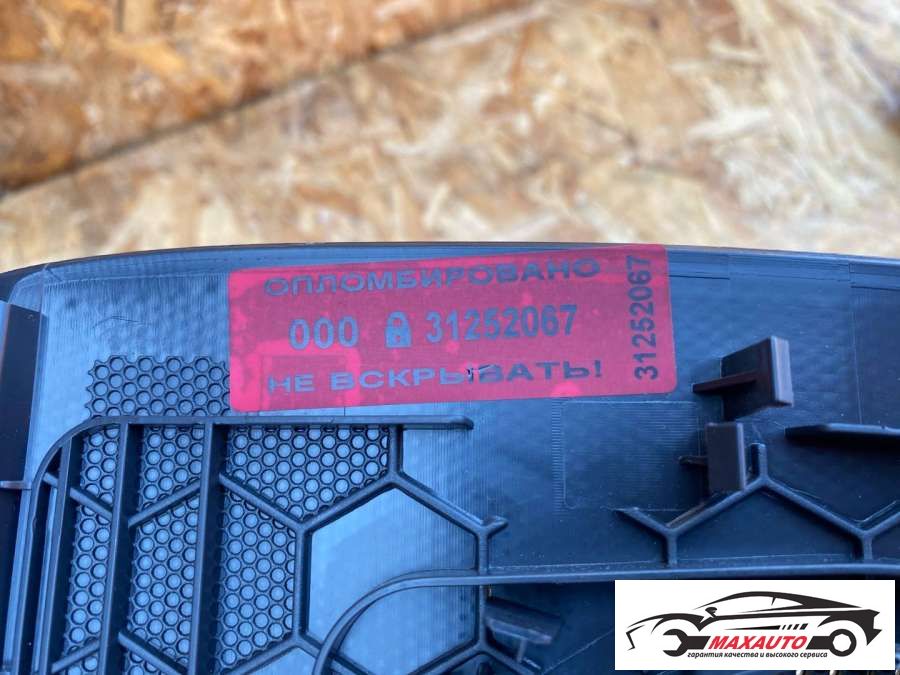 ОПЛОМБИРОВАНО
000 31252067
НЕ ВСКРЫВАТЬ!
31252067
MAXAUTO
гарантия качества и высокого сервиса